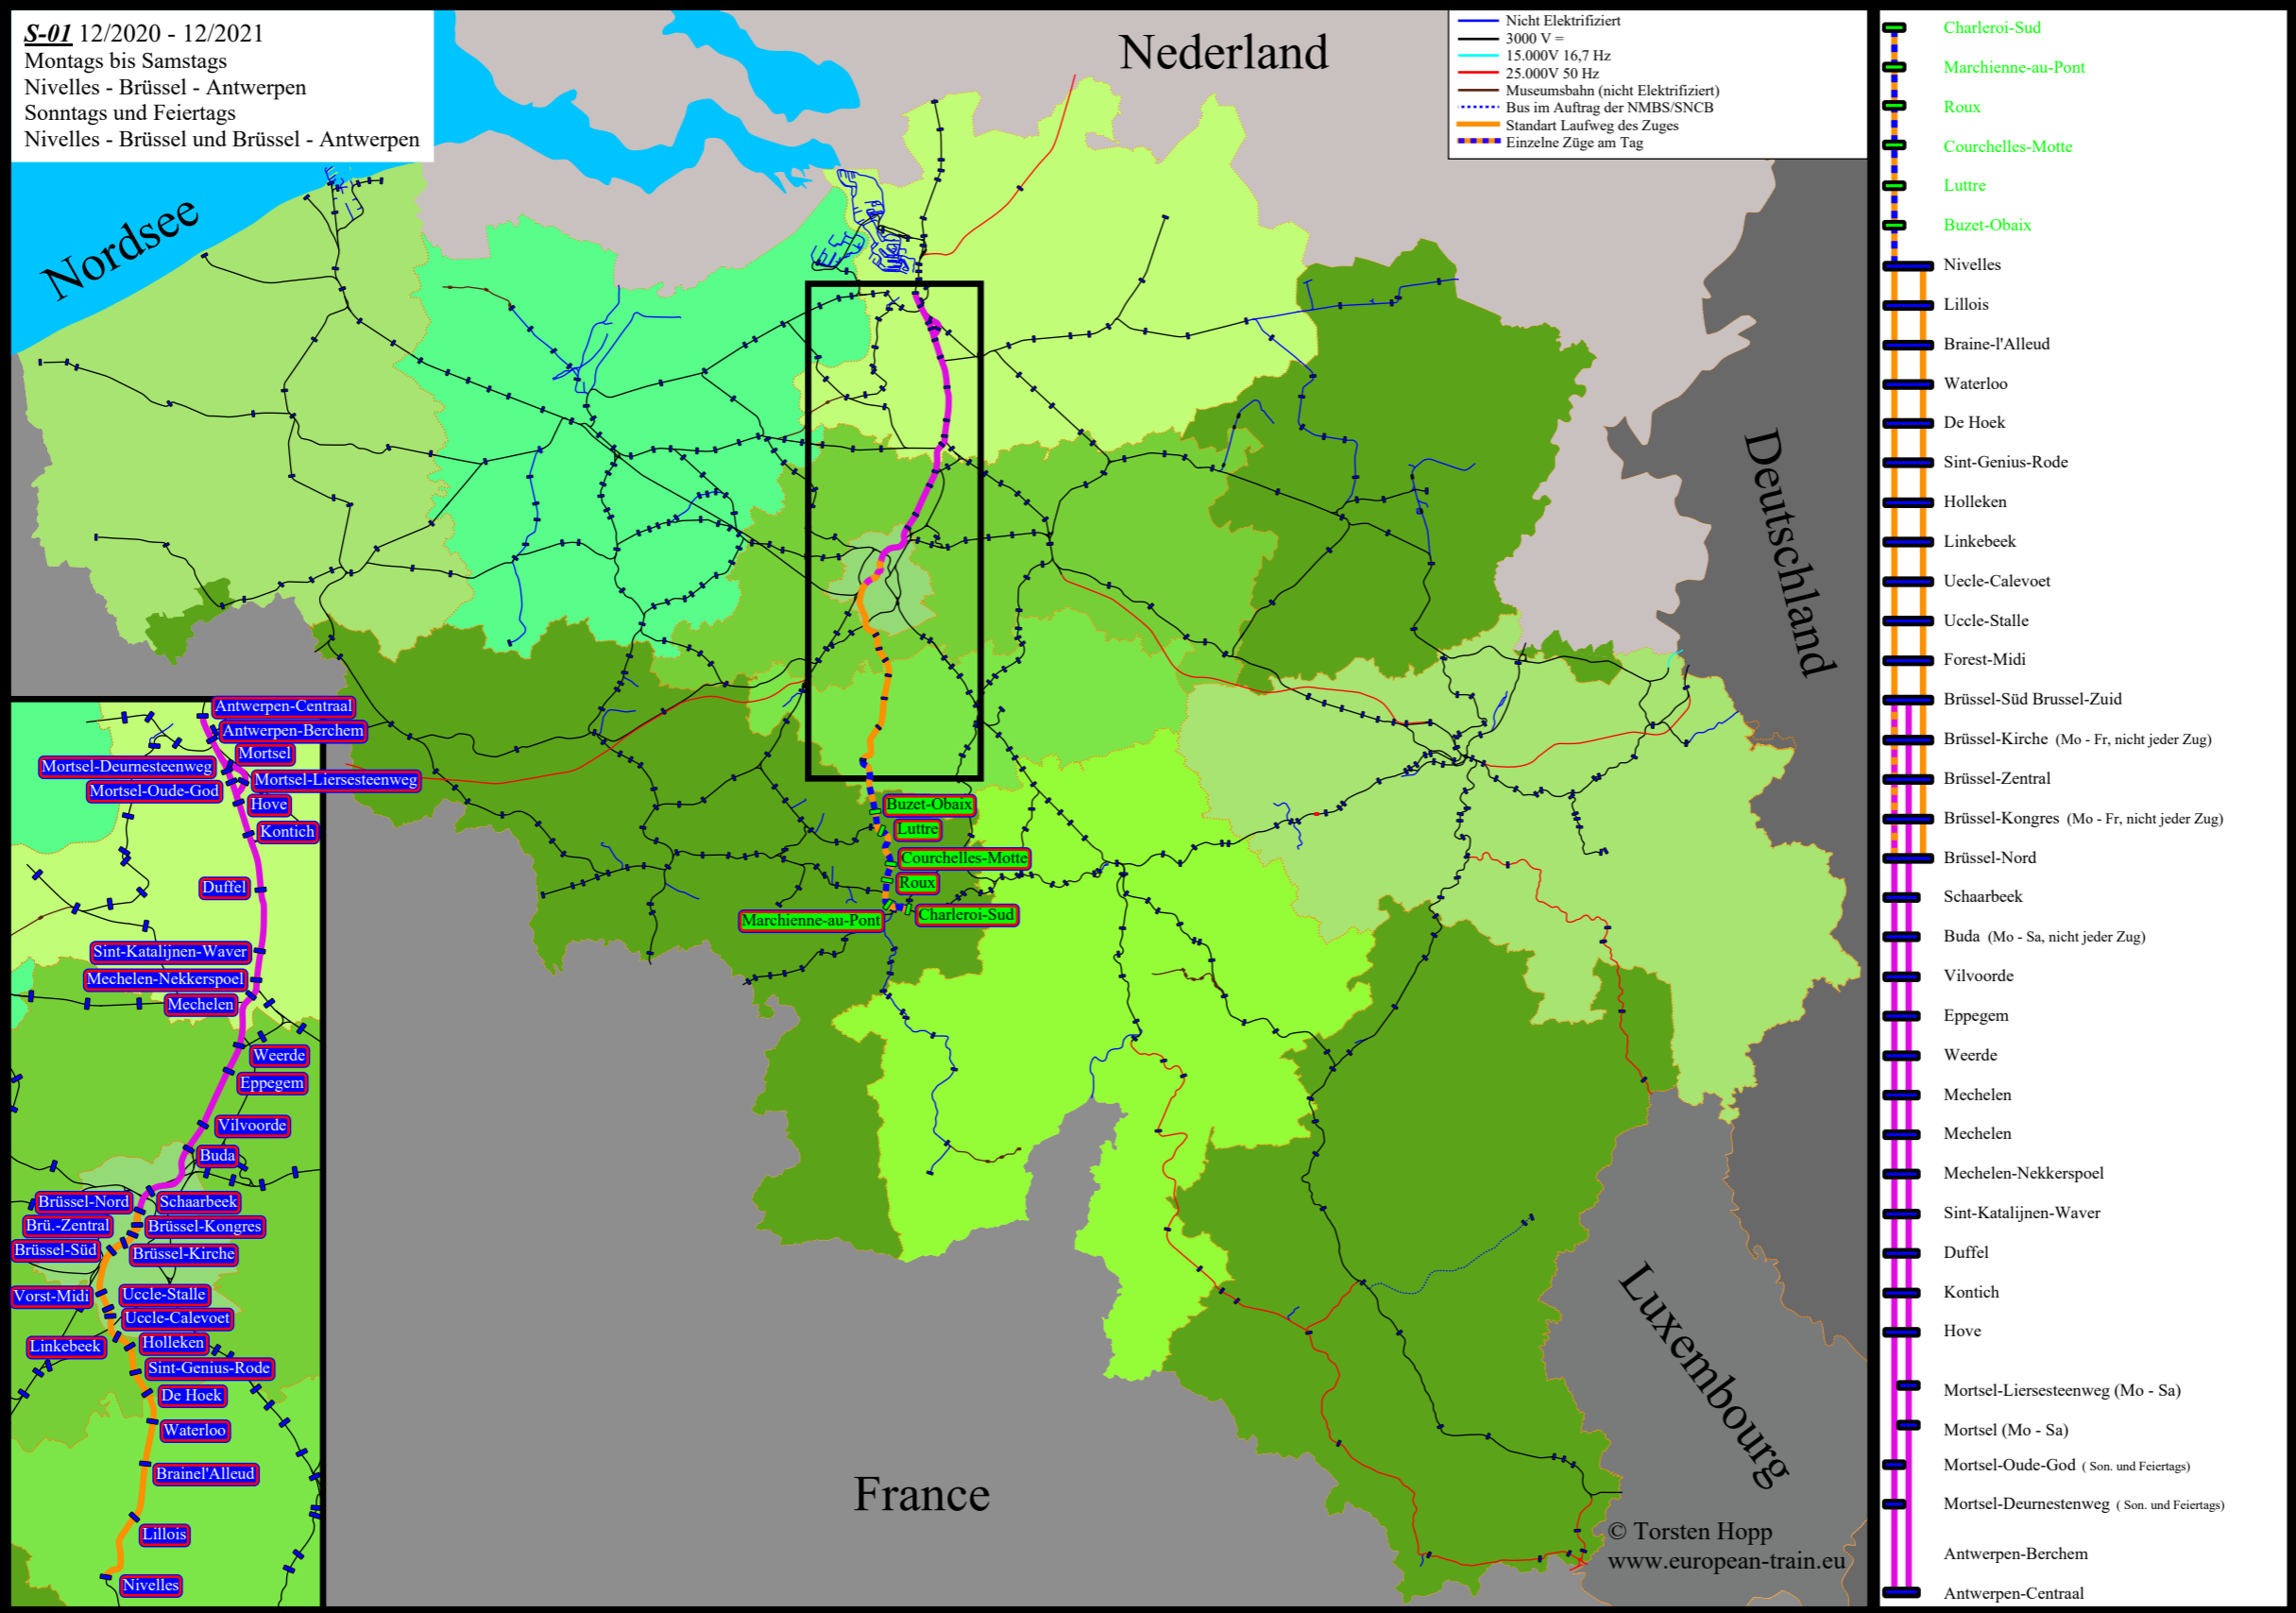 S-01 12/2020 - 12/2021
Montags bis Samstags
Nivelles - Brüssel - Antwerpen
Sonntags und Feiertags
Nivelles - Brüssel und Brüssel - Antwerpen
Nicht Elektrifiziert
3000 V =
15.000V 16,7 Hz
25.000V 50 Hz
Museumsbahn (nicht Elektrifiziert)
Bus im Auftrag der NMBS/SNCB
Standart Laufweg des Zuges
Einzelne Züge am Tag
Nederland
Nordsee
Deutschland
Luxembourg
France
Buzet-Obaix
Luttre
Courchelles-Motte
Roux
Marchienne-au-Pont
Charleroi-Sud
Antwerpen-Centraal
Antwerpen-Berchem
Mortsel
Mortsel-Deurnesteenweg
Mortsel-Liersesteenweg
Mortsel-Oude-God
Hove
Kontich
Duffel
Sint-Katalijnen-Waver
Mechelen-Nekkerspoel
Mechelen
Weerde
Eppegem
Vilvoorde
Buda
Brüssel-Nord
Schaarbeek
Brü.-Zentral
Brüssel-Kongres
Brüssel-Süd
Brüssel-Kirche
Vorst-Midi
Uccle-Stalle
Uccle-Calevoet
Linkebeek
Holleken
Sint-Genius-Rode
De Hoek
Waterloo
Brainel'Alleud
Lillois
Nivelles
© Torsten Hopp
www.european-train.eu
Charleroi-Sud
Marchienne-au-Pont
Roux
Courchelles-Motte
Luttre
Buzet-Obaix
Nivelles
Lillois
Braine-l'Alleud
Waterloo
De Hoek
Sint-Genius-Rode
Holleken
Linkebeek
Uecle-Calevoet
Uccle-Stalle
Forest-Midi
Brüssel-Süd Brussel-Zuid
Brüssel-Kirche (Mo - Fr, nicht jeder Zug)
Brüssel-Zentral
Brüssel-Kongres (Mo - Fr, nicht jeder Zug)
Brüssel-Nord
Schaarbeek
Buda (Mo - Sa, nicht jeder Zug)
Vilvoorde
Eppegem
Weerde
Mechelen
Mechelen
Mechelen-Nekkerspoel
Sint-Katalijnen-Waver
Duffel
Kontich
Hove
Mortsel-Liersesteenweg (Mo - Sa)
Mortsel (Mo - Sa)
Mortsel-Oude-God ( Son. und Feiertags)
Mortsel-Deurnestenweg ( Son. und Feiertags)
Antwerpen-Berchem
Antwerpen-Centraal